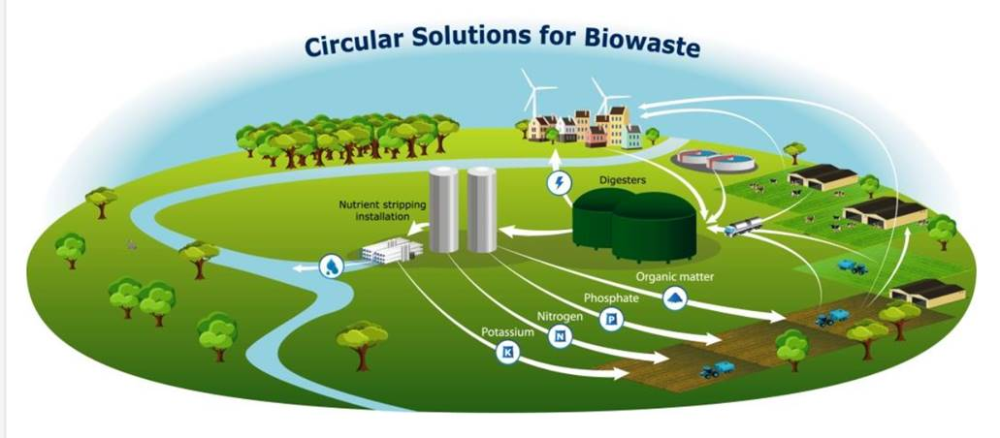 Circular Solutions for Biowaste
Digesters
Nutrient stripping
installation
Organic matter
Phosphate
P
Nitrogen
N
Potassium
K